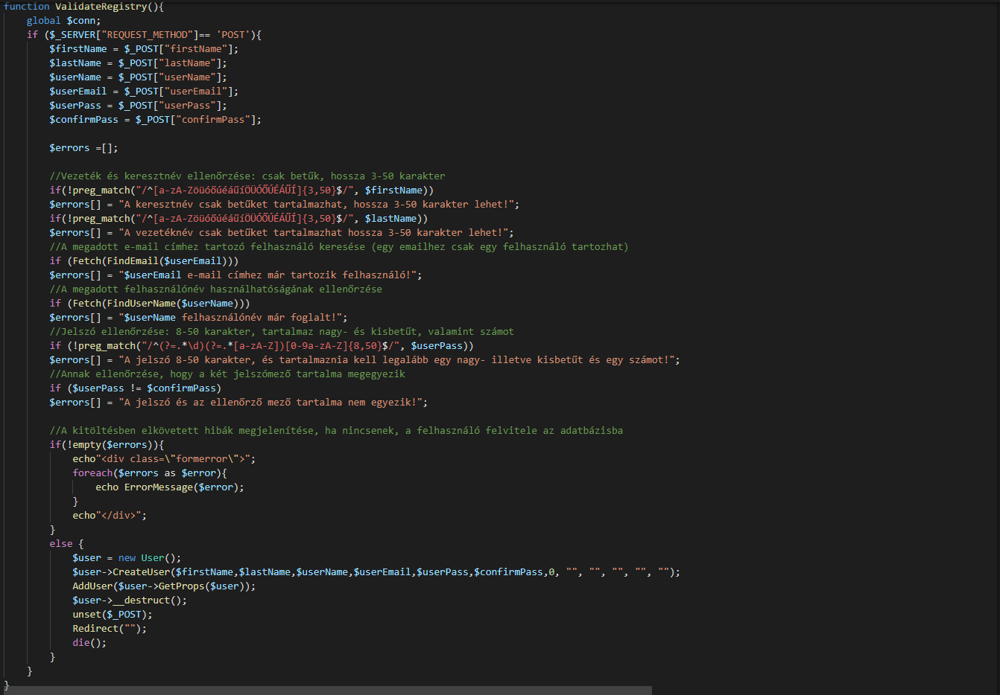 function ValidateRegistry(){
global $conn;
if ($_SERVER["REQUEST_METHOD"]== 'POST'){
$firstName = $_POST["firstName"];
$lastName = $_POST["lastName"];
$userName = $_POST["userName"];
$userEmail = $_POST["userEmail"];
$userPass = $_POST["userPass"];
$confirmPass = $_POST["confirmPass"];
$errors =[];
//Vezeték és keresztnév ellenőrzése: csak betűk, hossza 3-50 karakter
if(!preg_match("/^[a-zA-ZöüóőúéáűíÖÜÓŐÚÉÁŰÍ]{3,50}$/", $firstName))
$errors[] = "A keresztnév csak betűket tartalmazhat, hossza 3-50 karakter lehet!";
if(!preg_match("/^[a-zA-ZöüóőúéáűíÖÜÓŐÚÉÁŰÍ]{3,50}$/", $lastName))
$errors[] = "A vezetéknév csak betűket tartalmazhat hossza 3-50 karakter lehet!";
//A megadott e-mail címhez tartozó felhasználó keresése (egy emailhez csak egy felhasználó tartozhat)
if (Fetch(FindEmail($userEmail)))
$errors[] = "$userEmail e-mail címhez már tartozik felhasználó!";
//A megadott felhasználónév használhatóságának ellenőrzése
if (Fetch(FindUserName($userName)))
$errors[] = "$userName felhasználónév már foglalt!";
//Jelszó ellenőrzése: 8-50 karakter, tartalmaz nagy- és kisbetűt, valamint számot
if (!preg_match("/^(?=.*\d)(?=.*[a-zA-Z])[0-9a-zA-Z]{8,50}$/", $userPass))
$errors[] = "A jelszó 8-50 karakter, és tartalmaznia kell legalább egy nagy- illetve kisbetűt és egy számot!";
//Annak ellenőrzése, hogy a két jelszómező tartalma megegyezik
if ($userPass != $confirmPass)
$errors[] = "A jelszó és az ellenőrző mező tartalma nem egyezik!";
//A kitöltésben elkövetett hibák megjelenítése, ha nincsenek, a felhasználó felvitele az adatbázisba
if(!empty($errors)){
echo"<div class=\"formerror\">";
foreach($errors as $error){
echo ErrorMessage($error);
}
echo"</div>";
}
else {
$user = new User();
$user->CreateUser($firstName,$lastName,$userName,$userEmail,$userPass,$confirmPass,0, "", "", "", "", "");
AddUser($user->GetProps($user));
$user->__destruct();
unset($_POST);
Redirect("");
die();
}
}
}